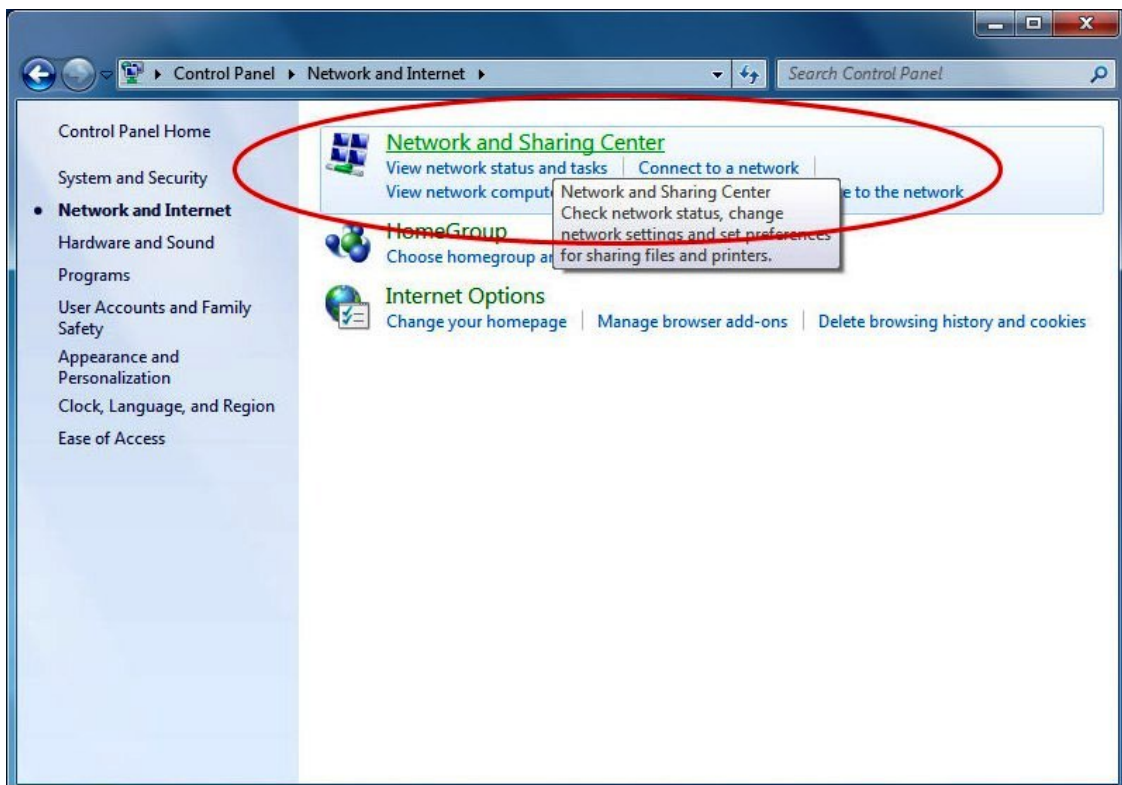 Control Panel ▸ Network and Internet ▸
Search Control Panel
Control Panel Home
System and Security
Network and Internet
Hardware and Sound
Programs
User Accounts and Family
Safety
Appearance and
Personalization
Clock, Language, and Region
Ease of Access
Network and Sharing Center
View network status and tasks | Connect to a network |
View network e to the network
Network and Sharing Center
Check network status, change
network settings and set preferences
for sharing files and printers.
HomeGroup
Choose homegroup
Internet Options
Change your homepage | Manage browser add-ons | Delete browsing history and cookies